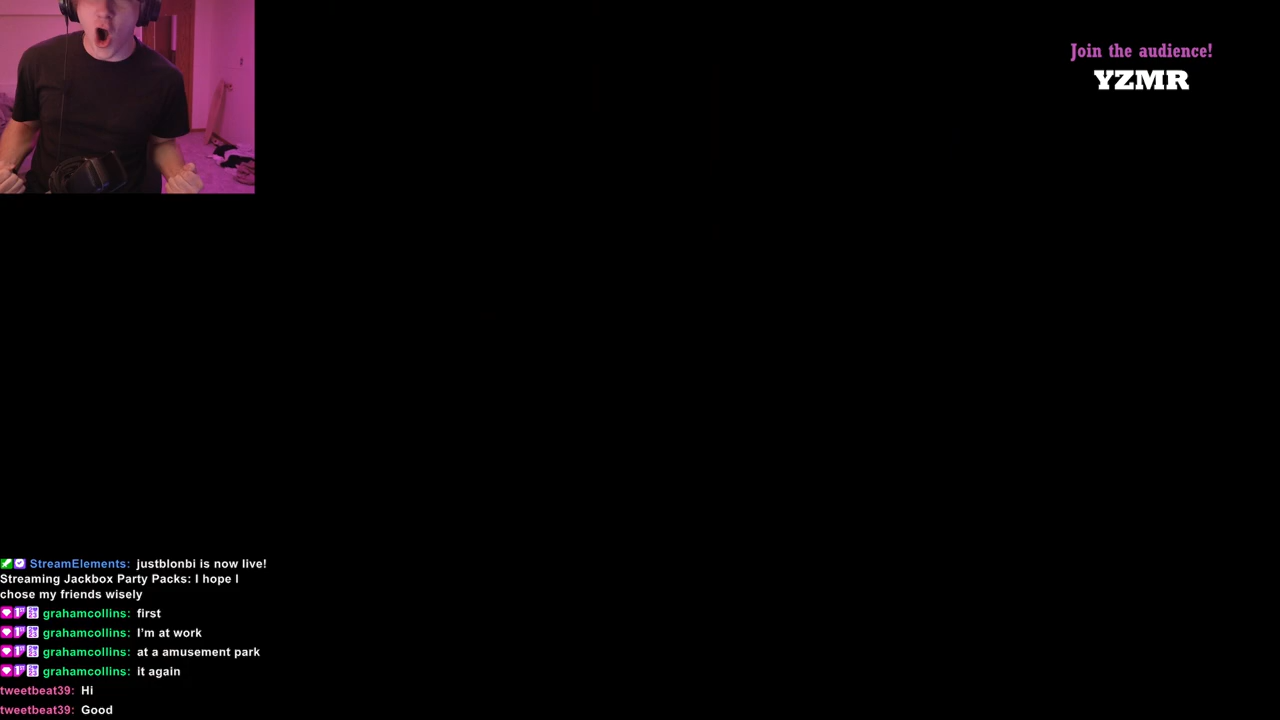 Join the audience!
YZMR
StreamElements: justblonbi is now live!
Streaming Jackbox Party Packs: I hope I
chose my friends wisely
grahamcollins: first
grahamcollins: I'm at work
grahamcollins: at a amusement park
grahamcollins: it again
tweetbeat39: Hi
tweetbeat39: Good